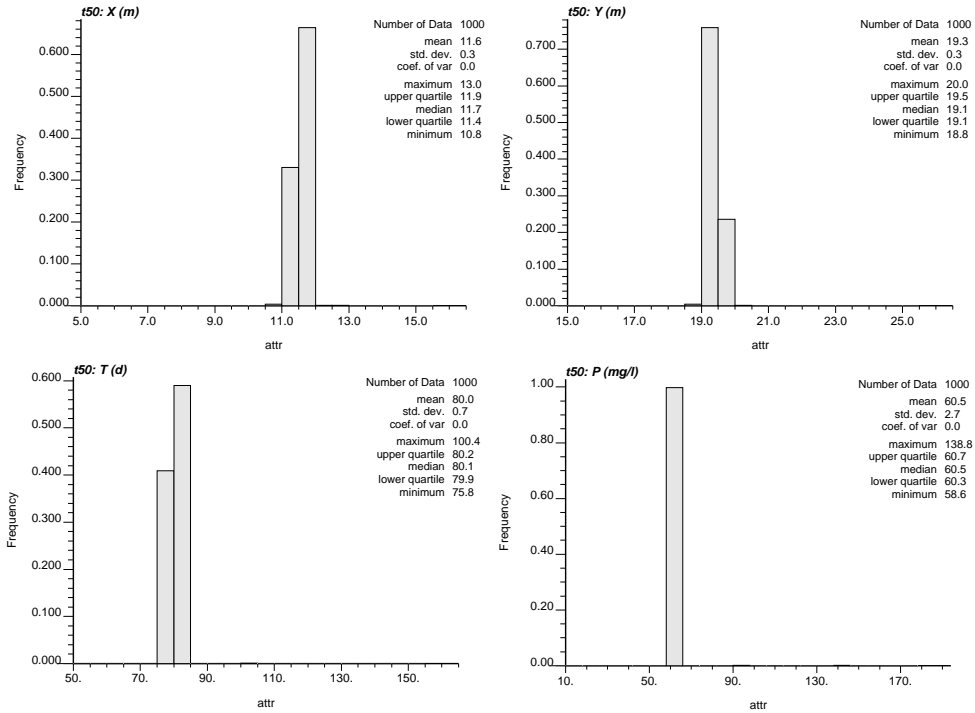 t50: X (m)
Number of Data 1000
mean 11.6
std. dev. 0.3
coef. of var 0.0
maximum 13.0
upper quartile 11.9
median 11.7
lower quartile 11.4
minimum 10.8
Frequency
0.600
0.500
0.400
0.300
0.200
0.100
0.000
5.0 7.0 9.0 11.0 13.0 15.0
attr
t50: Y (m)
Number of Data 1000
mean 19.3
std. dev. 0.3
coef. of var 0.0
maximum 20.0
upper quartile 19.5
median 19.1
lower quartile 19.1
minimum 18.8
Frequency
0.700
0.600
0.500
0.400
0.300
0.200
0.100
0.000
15.0 17.0 19.0 21.0 23.0 25.0
attr
t50: T (d)
Number of Data 1000
mean 80.0
std. dev. 0.7
coef. of var 0.0
maximum 100.4
upper quartile 80.2
median 80.1
lower quartile 79.9
minimum 75.8
Frequency
0.600
0.500
0.400
0.300
0.200
0.100
0.000
50. 70. 90. 110. 130. 150.
attr
t50: P (mg/l)
Number of Data 1000
mean 60.5
std. dev. 2.7
coef. of var 0.0
maximum 138.8
upper quartile 60.7
median 60.5
lower quartile 60.3
minimum 58.6
Frequency
1.00
0.80
0.60
0.40
0.20
0.00
10. 50. 90. 130. 170.
attr